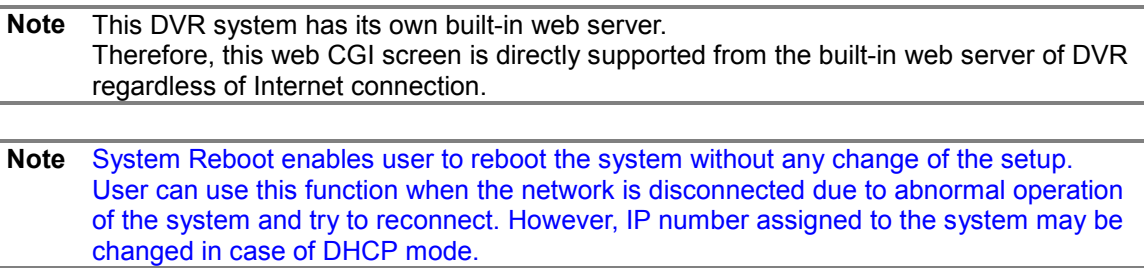 Note This DVR system has its own built-in web server.
Therefore, this web CGI screen is directly supported from the built-in web server of DVR
regardless of Internet connection.
Note System Reboot enables user to reboot the system without any change of the setup.
User can use this function when the network is disconnected due to abnormal operation
of the system and try to reconnect. However, IP number assigned to the system may be
changed in case of DHCP mode.